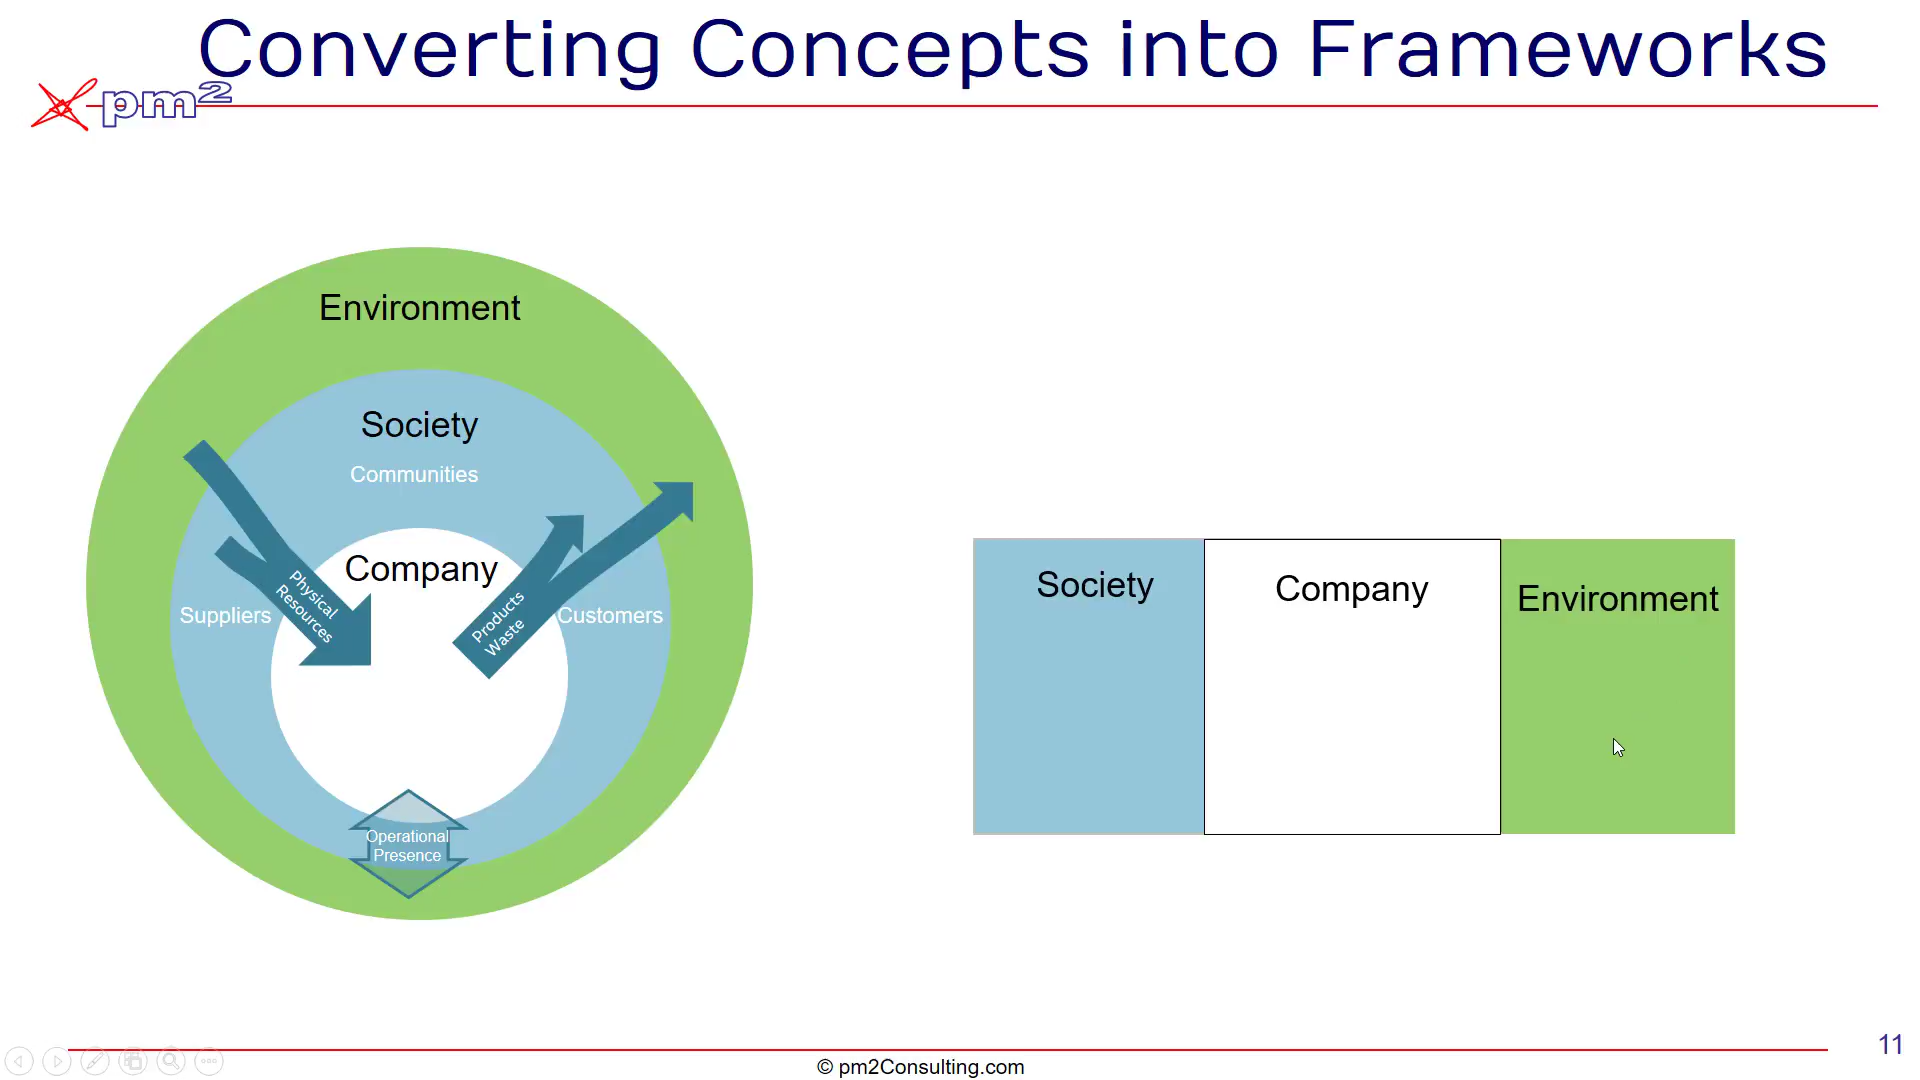 Converting Concepts into Frameworks
pm2
Environment
Society
Communities
Company
Physical
Resources
Products
Waste
Suppliers
Customers
Operational
Presence
Society
Company
Environment
11
© pm2Consulting.com